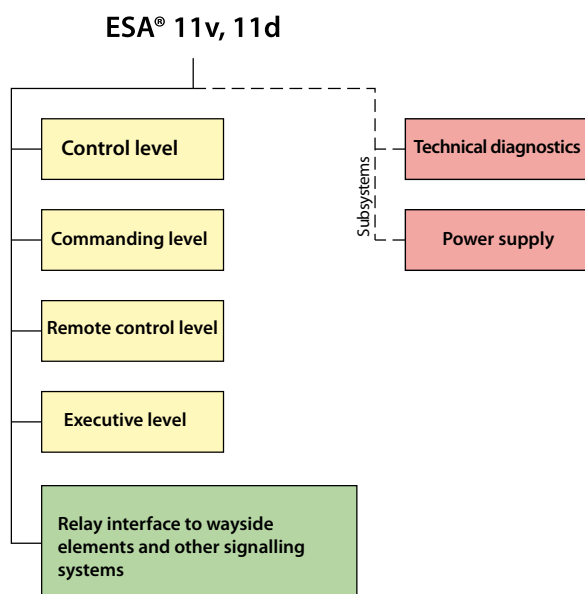 ESA® 11v, 11d
Control level
Technical diagnostics
Subsystems
Commanding level
Power supply
Remote control level
Executive level
Relay interface to wayside
elements and other signalling
systems